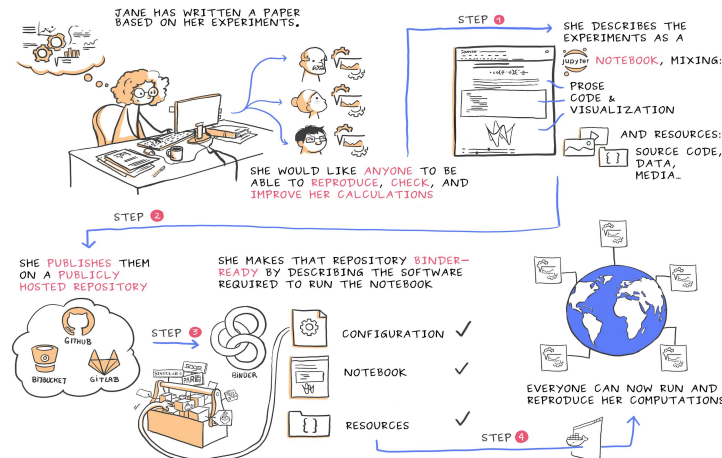 JANE HAS WRITTEN A PAPER
BASED ON HER EXPERIMENTS.
SHE WOULD LIKE ANYONE TO BE
ABLE TO REPRODUCE, CHECK, AND
IMPROVE HER CALCULATIONS
STEP 1
SHE DESCRIBES THE
EXPERIMENTS AS A
jupyter NOTEBOOK, MIXING:
PROSE
CODE &
VISUALIZATION
AND RESOURCES:
SOURCE CODE,
DATA,
MEDIA...
{ }
STEP 2
SHE PUBLISHES THEM
ON A PUBLICLY
HOSTED REPOSITORY
GITHUB
BITBUCKET
GITLAB
STEP 3
SHE MAKES THAT REPOSITORY BINDER-
READY BY DESCRIBING THE SOFTWARE
REQUIRED TO RUN THE NOTEBOOK
BINDER
CONFIGURATION
NOTEBOOK
{ }
RESOURCES
STEP 4
EVERYONE CAN NOW RUN AND
REPRODUCE HER COMPUTATIONS